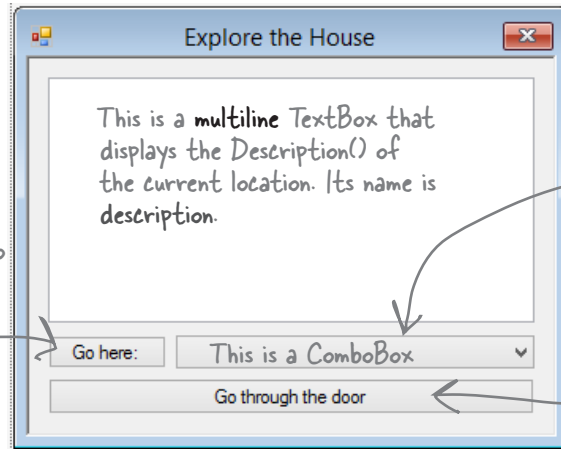 Explore the House
This is a multiline TextBox that
displays the Description() of
the current location. Its name is
description.
Go here:
This is a ComboBox
Go through the door